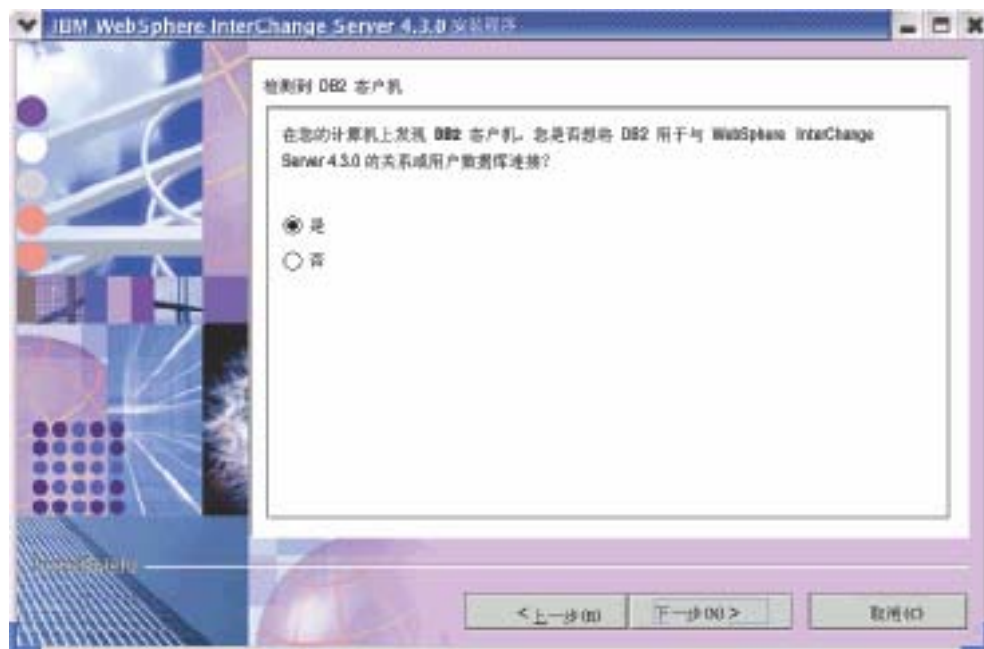 IBM WebSphere InterChange Server 4.3.0 安装程序
检测到 DB2 客户机
在您的计算机上发现 DB2 客户机。您是否想将 DB2 用于与 WebSphere InterChange
Server 4.3.0 的关系或用户数据库连接？
是
否
InstallShield
< 上一步(B)
下一步(N) >
取消(C)